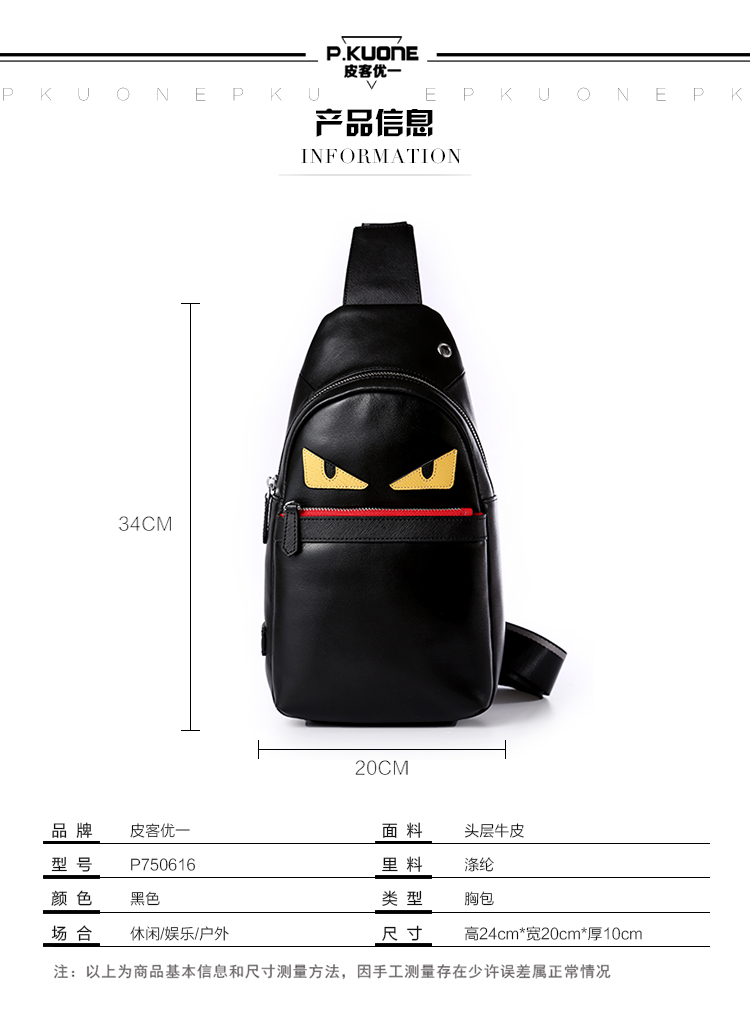 P.KUONE
皮客优一
P K U O N E P K U E P K U O N E P K
产品信息
INFORMATION
34CM
20CM
品牌 皮客优一 面料 头层牛皮
型号 P750616 里料 涤纶
颜色 黑色 类型 胸包
场合 休闲/娱乐/户外 尺寸 高24cm*宽20cm*厚10cm
注：以上为商品基本信息和尺寸测量方法，因手工测量存在少许误差属正常情况